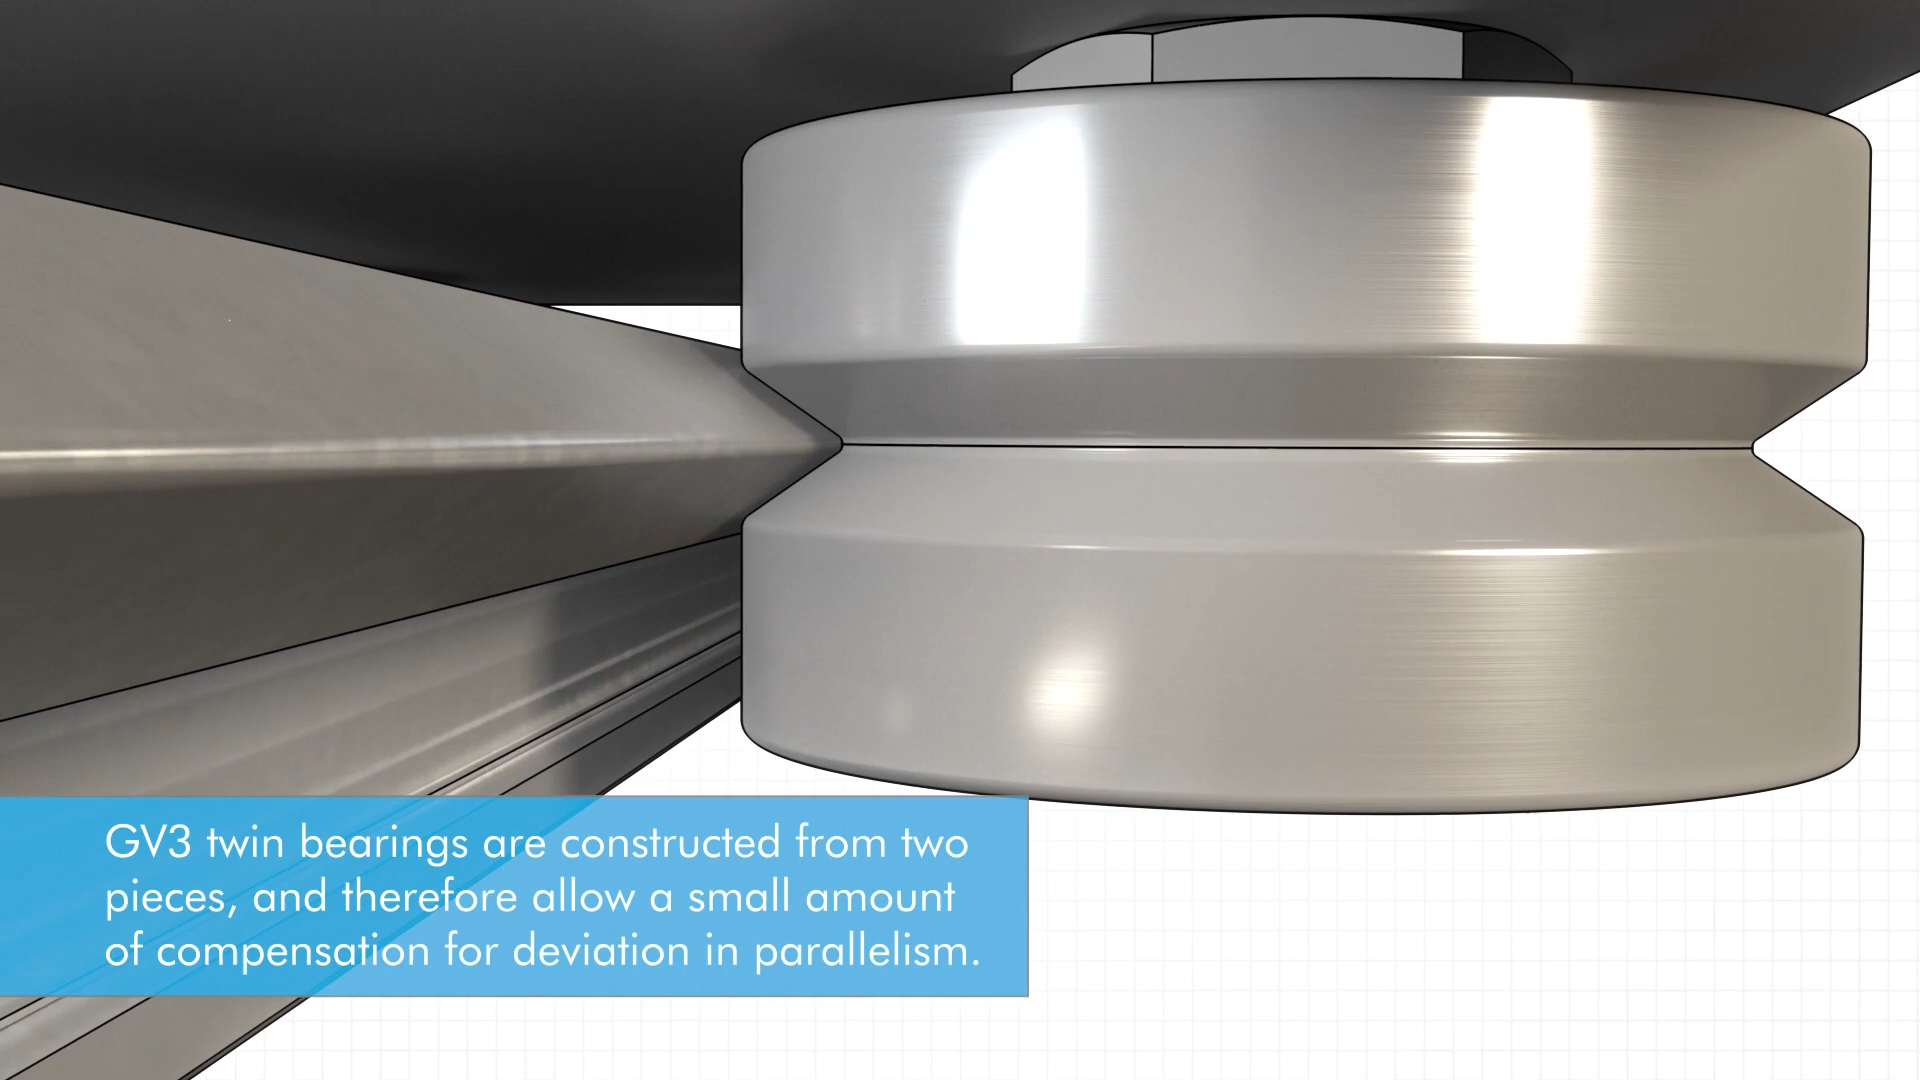 GV3 twin bearings are constructed from two
pieces, and therefore allow a small amount
of compensation for deviation in parallelism.